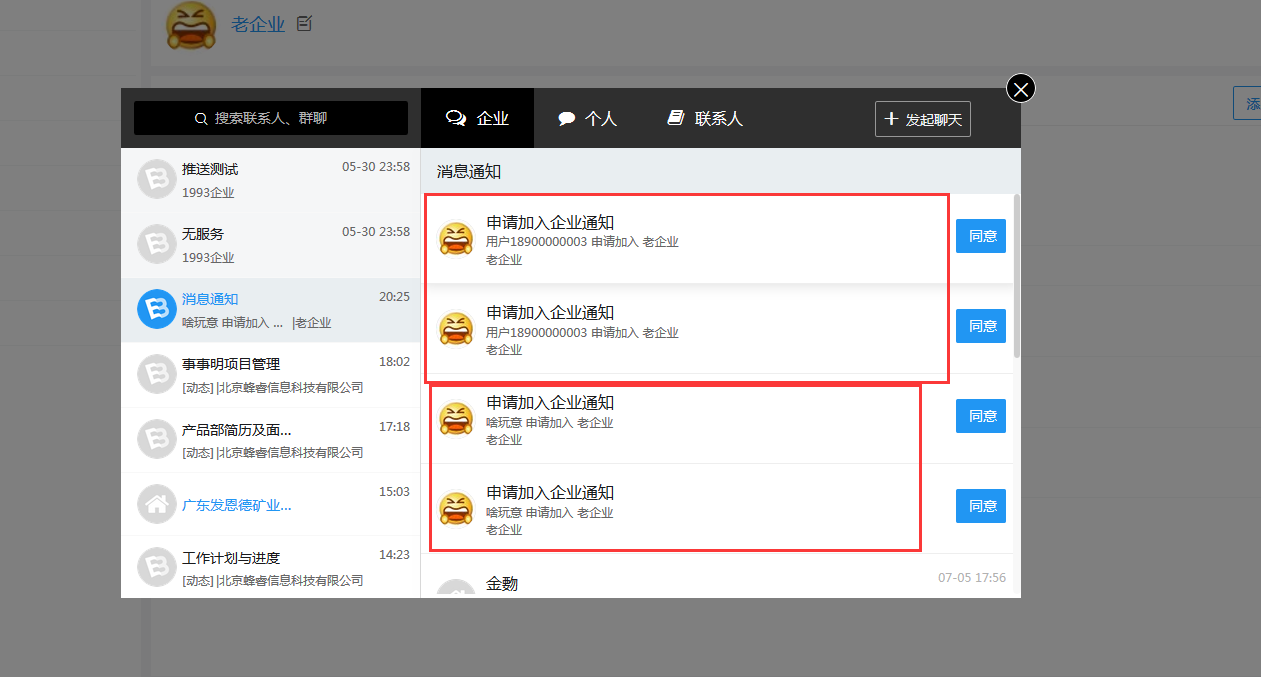 老企业
添
搜索联系人、群聊
企业
个人
联系人
发起聊天
推送测试
05-30 23:58
1993企业
无服务
05-30 23:58
1993企业
消息通知
20:25
啥玩意 申请加入 ... |老企业
事事明项目管理
18:02
[动态] |北京蜂睿信息科技有限公司
产品部简历及面...
17:18
[动态] |北京蜂睿信息科技有限公司
广东发恩德矿业...
15:03
工作计划与进度
14:23
[动态] |北京蜂睿信息科技有限公司
消息通知
申请加入企业通知
用户18900000003 申请加入 老企业
老企业
同意
申请加入企业通知
用户18900000003 申请加入 老企业
老企业
同意
申请加入企业通知
啥玩意 申请加入 老企业
老企业
同意
申请加入企业通知
啥玩意 申请加入 老企业
老企业
同意
金勤
07-05 17:56